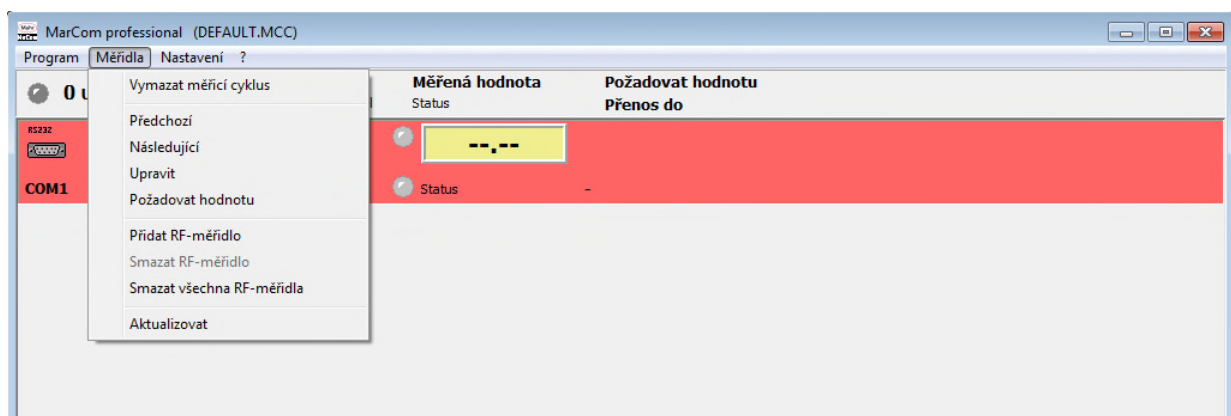 MarCom professional (DEFAULT.MCC)
Program Měřidla Nastavení ?
Vymazat měřicí cyklus
Předchozí
Následující
Upravit
Požadovat hodnotu
Přidat RF-měřidlo
Smazat RF-měřidlo
Smazat všechna RF-měřidla
Aktualizovat
0 u
Měřená hodnota
Status
Požadovat hodnotu
Přenos do
RS232
COM1
--.--
Status -